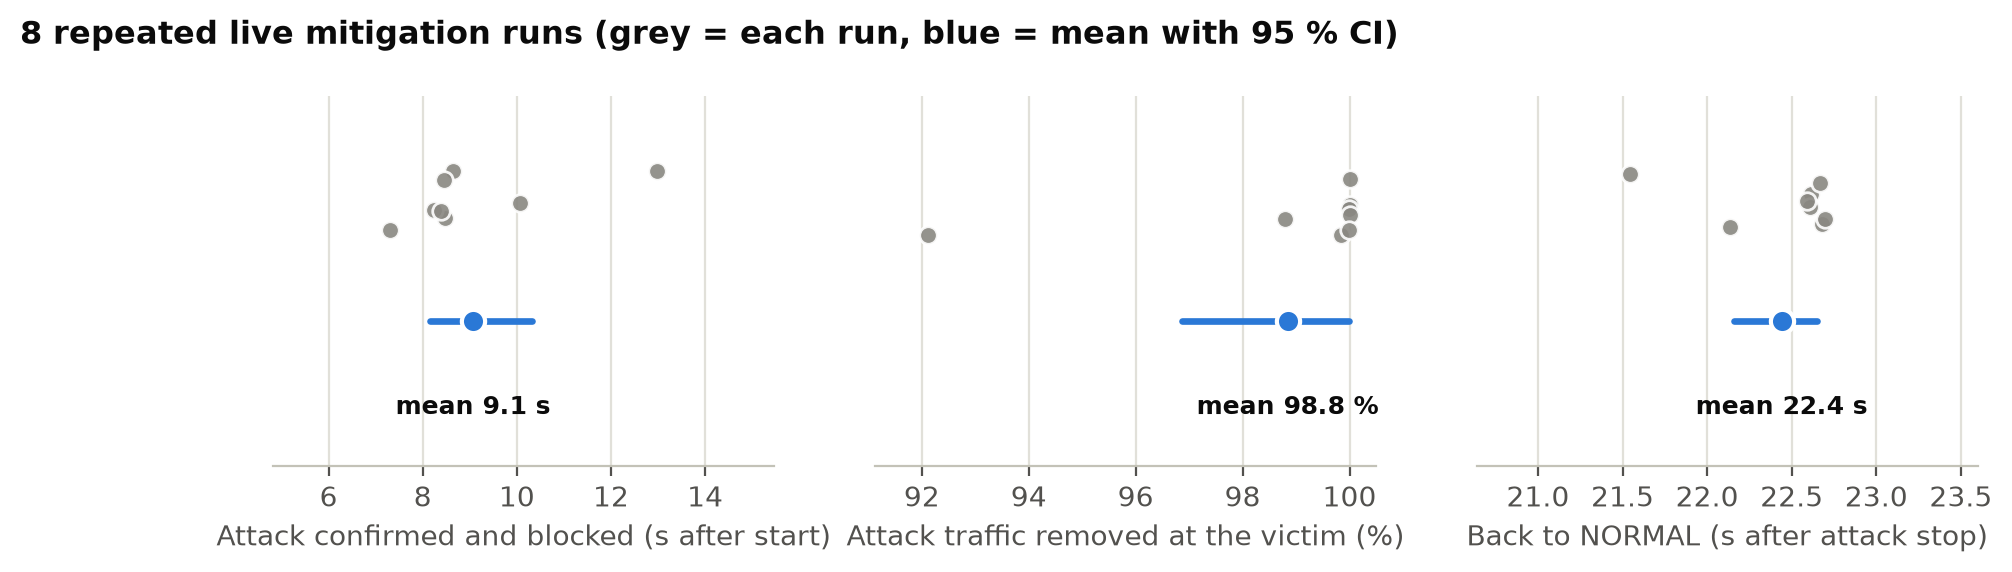 8 repeated live mitigation runs (grey = each run, blue = mean with 95 % CI)
mean 9.1 s
6 8 10 12 14
Attack confirmed and blocked (s after start)
mean 98.8 %
92 94 96 98 100
Attack traffic removed at the victim (%)
mean 22.4 s
21.0 21.5 22.0 22.5 23.0 23.5
Back to NORMAL (s after attack stop)